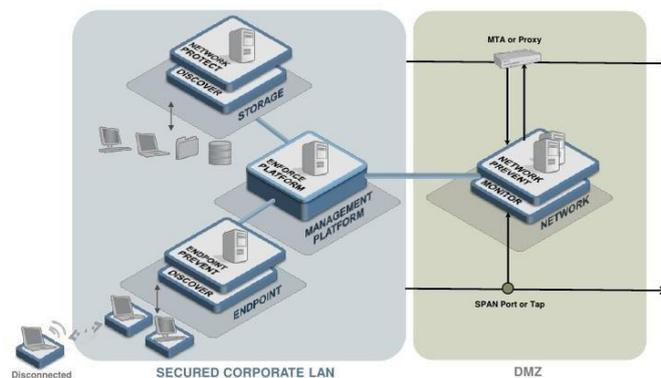 MTA or Proxy
NETWORK
PROTECT
DISCOVER
STORAGE
ENFORCE
PLATFORM
MANAGEMENT
PLATFORM
NETWORK
PREVENT
MONITOR
NETWORK
ENDPOINT
PREVENT
DISCOVER
ENDPOINT
SPAN Port or Tap
Disconnected
SECURED CORPORATE LAN
DMZ